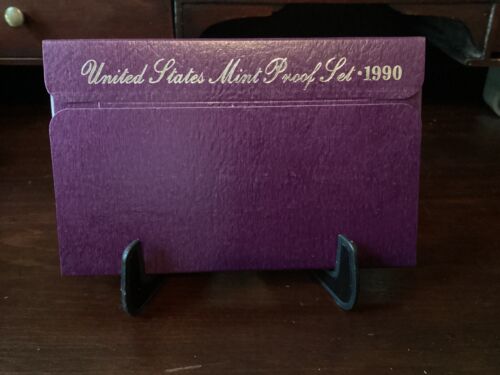 United States Mint Proof Set • 1990